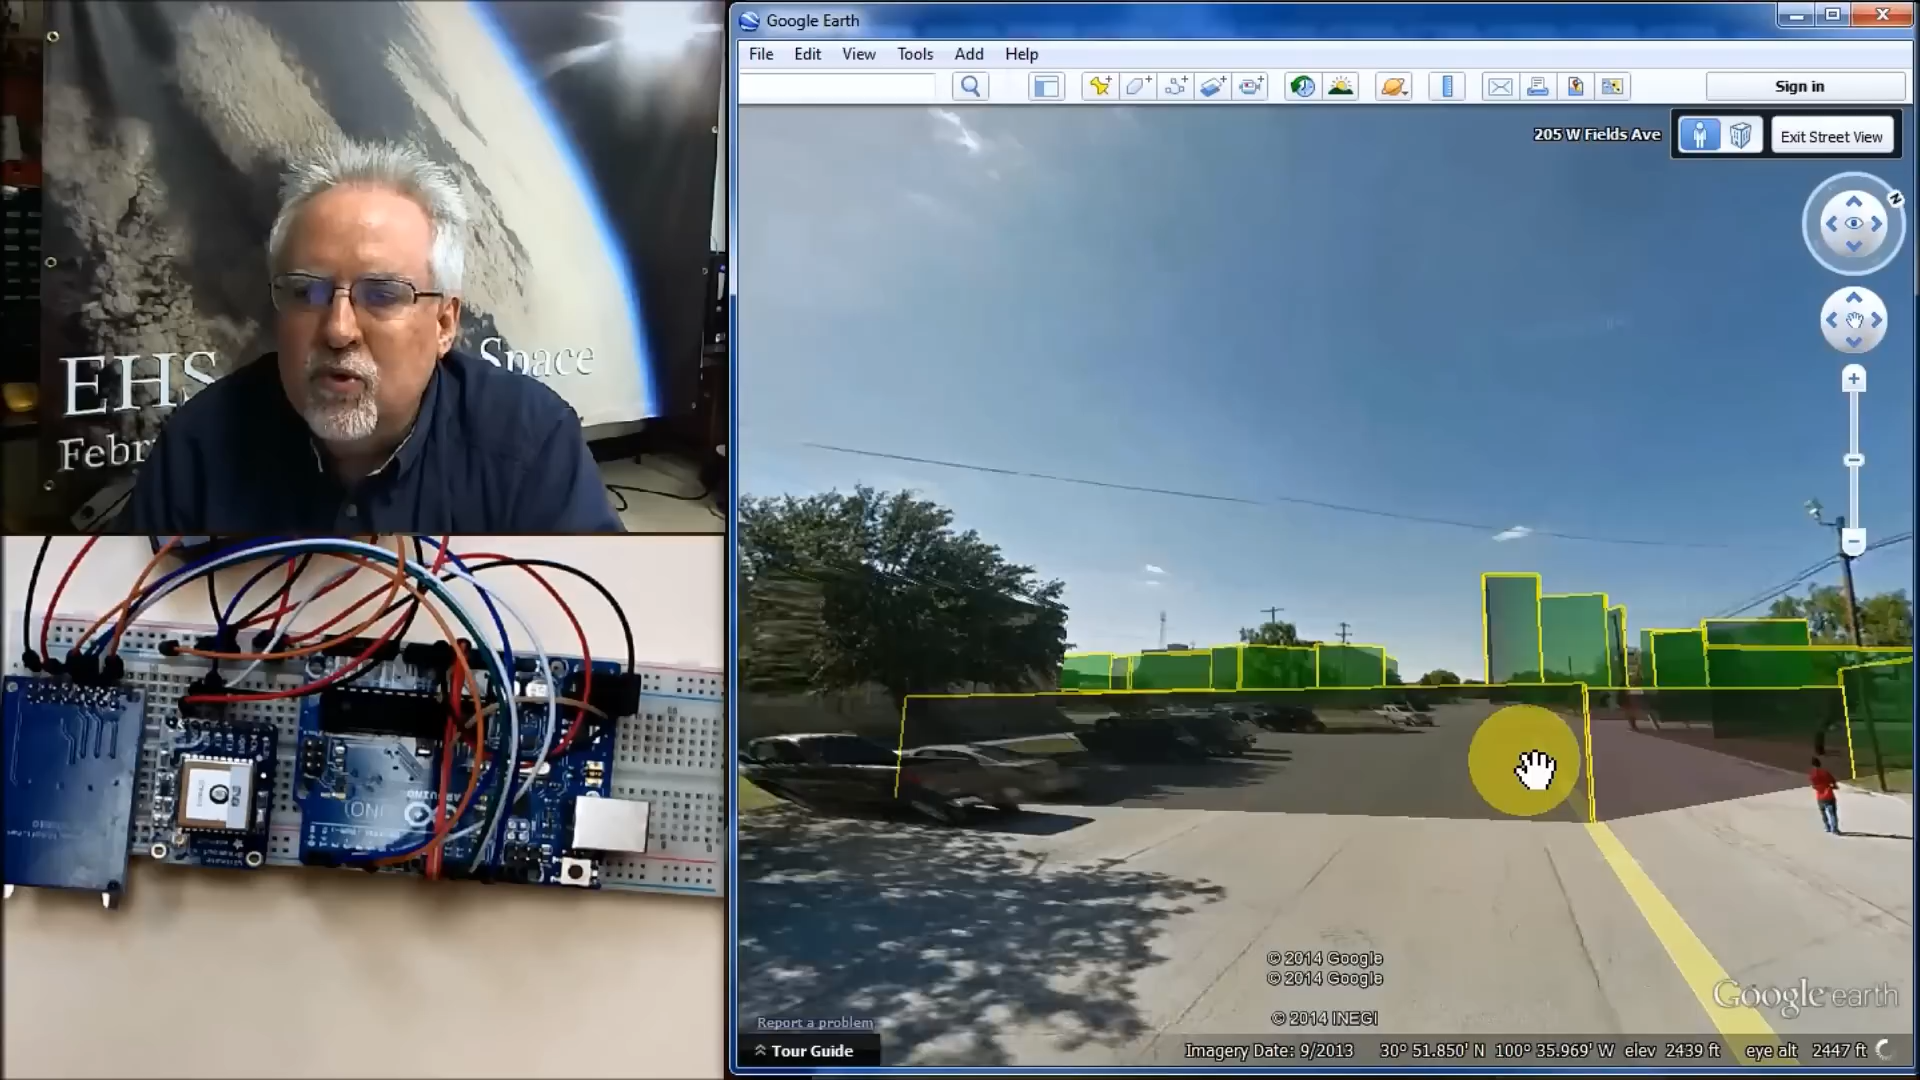 EHS
Space
Febr
Google Earth
File Edit View Tools Add Help
Sign in
205 W Fields Ave
Exit Street View
N
© 2014 Google
© 2014 Google
© 2014 INEGI
Google earth
Report a problem
Tour Guide
Imagery Date: 9/2013 30° 51.850' N 100° 35.969' W elev 2439 ft eye alt 2447 ft